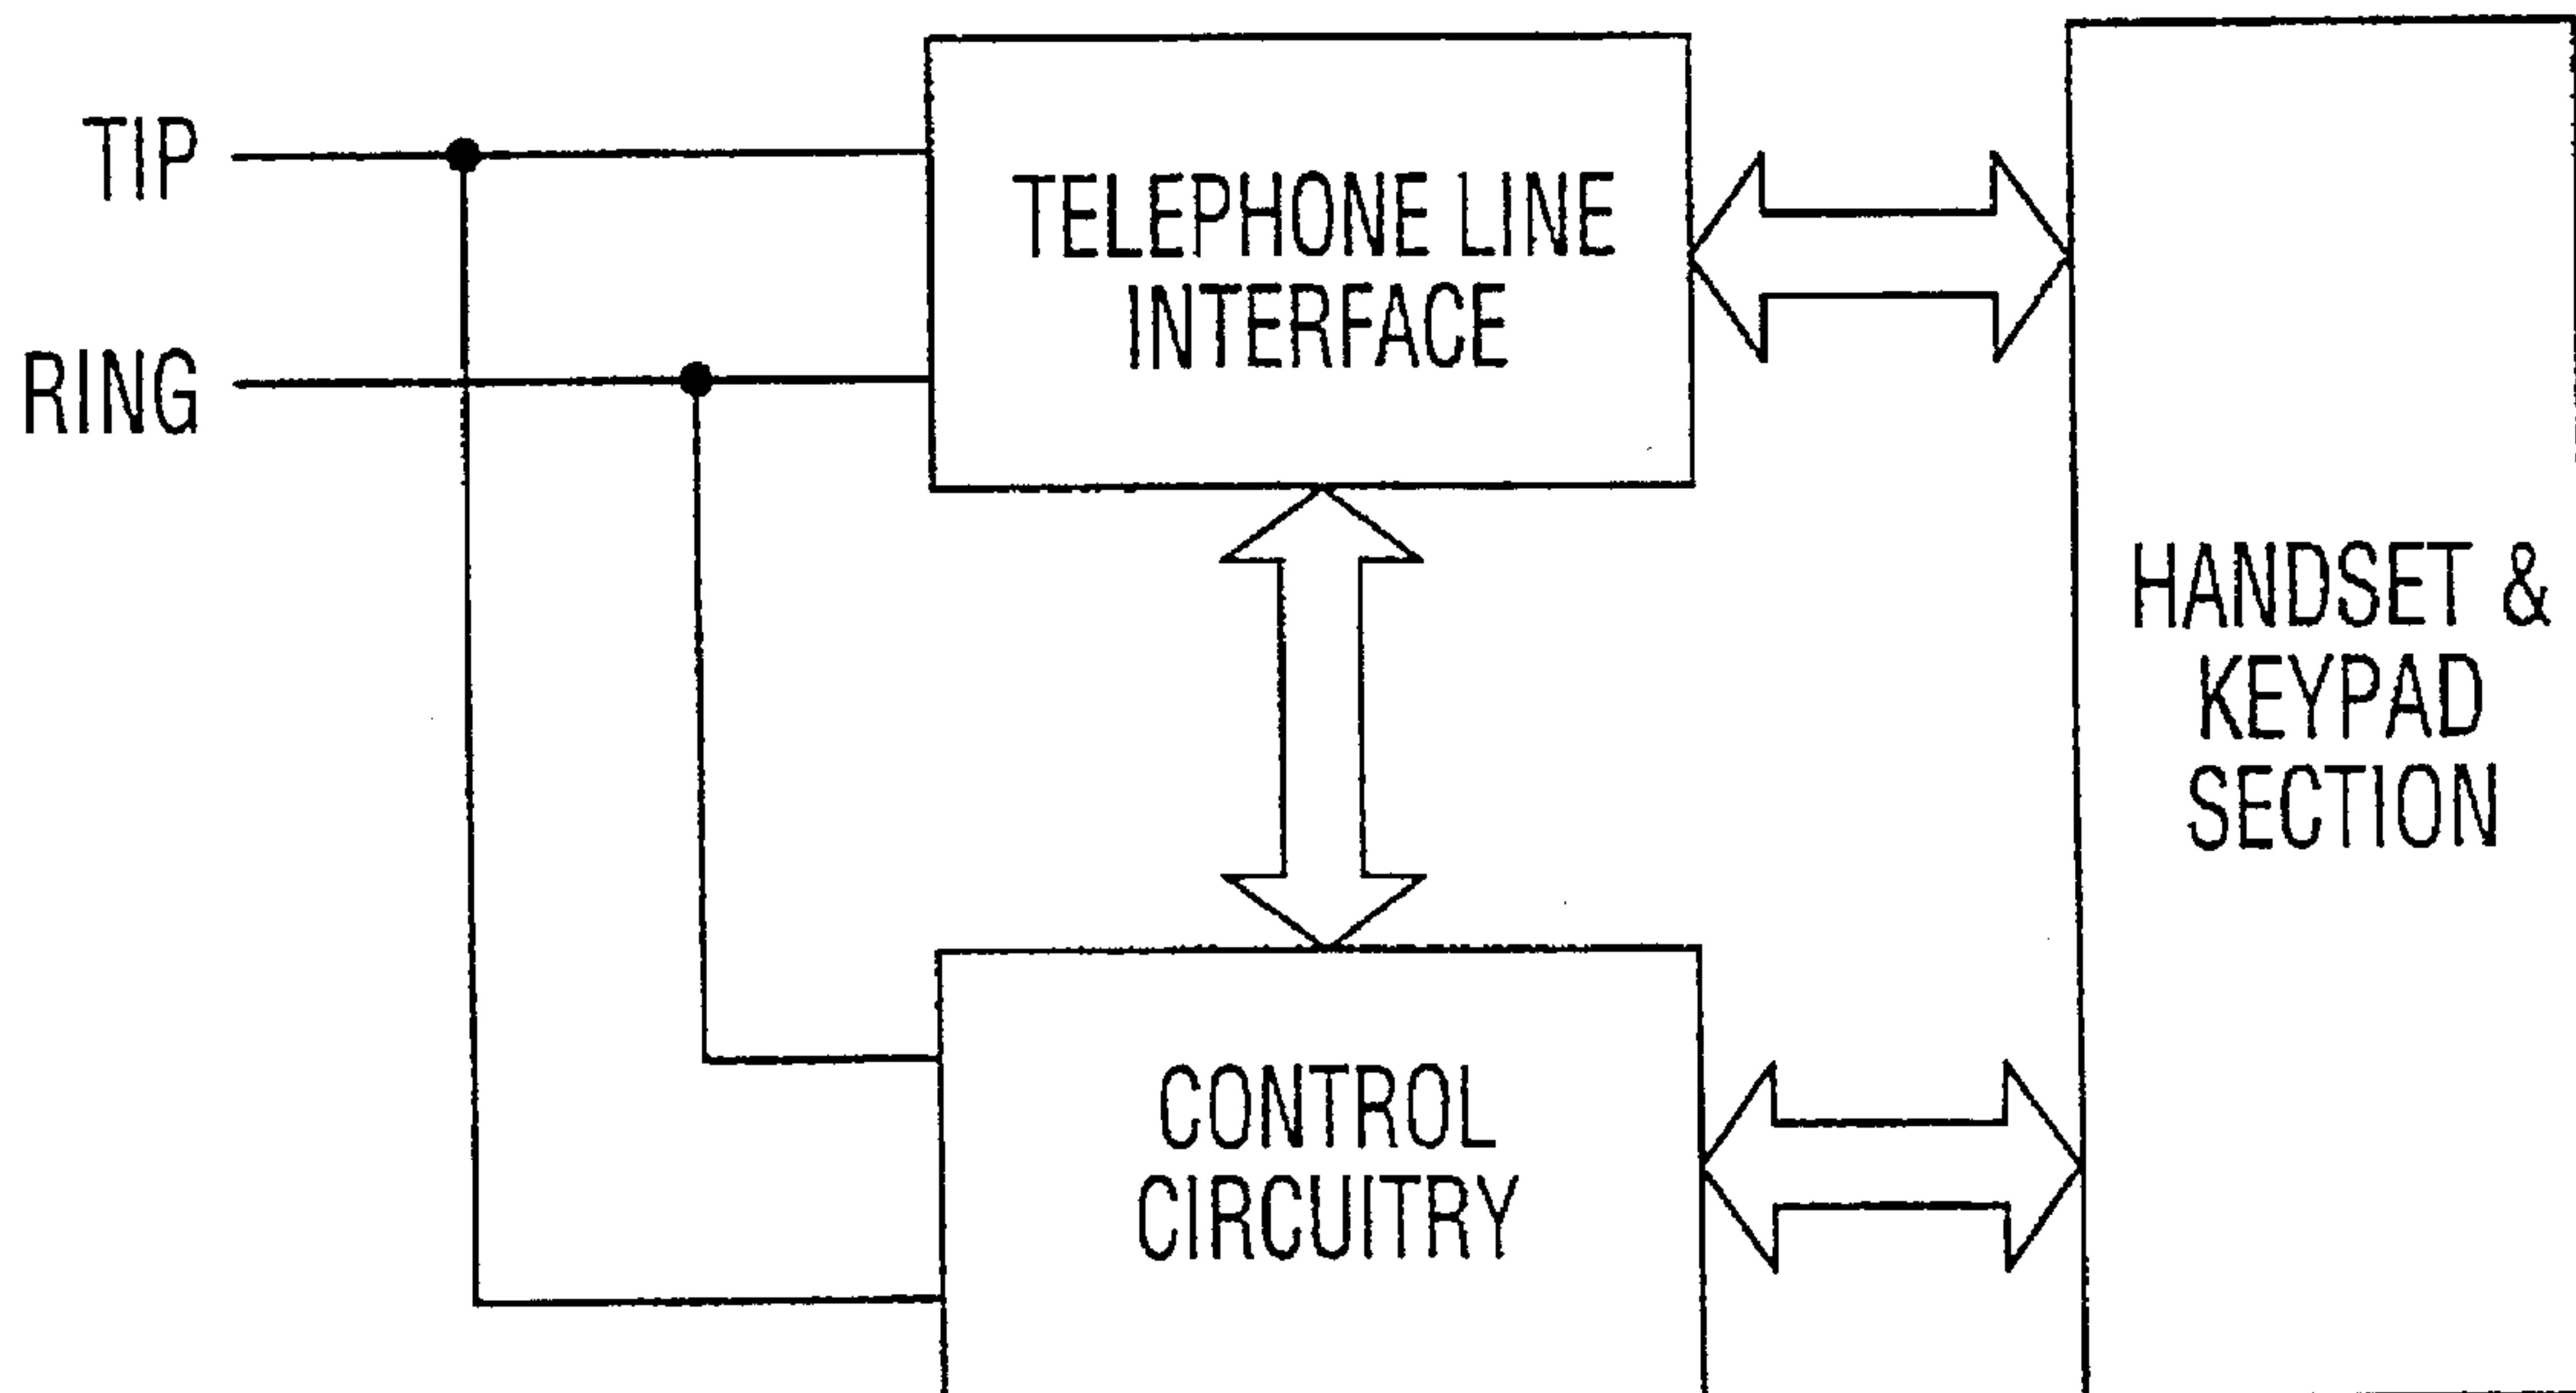 TIP
RING
TELEPHONE LINE
INTERFACE
HANDSET &
KEYPAD
SECTION
CONTROL
CIRCUITRY